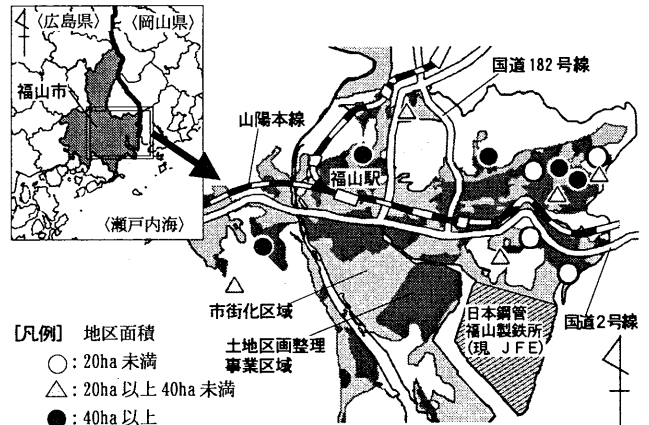 〈広島県〉
〈岡山県〉
福山市
〈瀬戸内海〉
国道182号線
山陽本線
福山駅
市街化区域
土地区画整理
事業区域
日本鋼管
福山製鉄所
(現 JFE)
国道2号線
[凡例] 地区面積
○:20ha 未満
△:20ha 以上 40ha 未満
●:40ha 以上